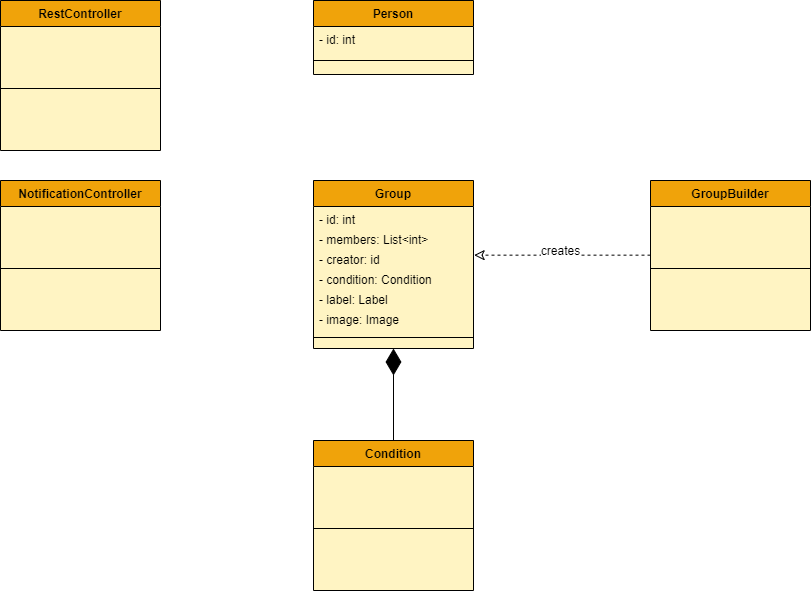 RestController
Person
- id: int
NotificationController
Group
- id: int
- members: List<int>
- creator: id
- condition: Condition
- label: Label
- image: Image
creates
GroupBuilder
Condition